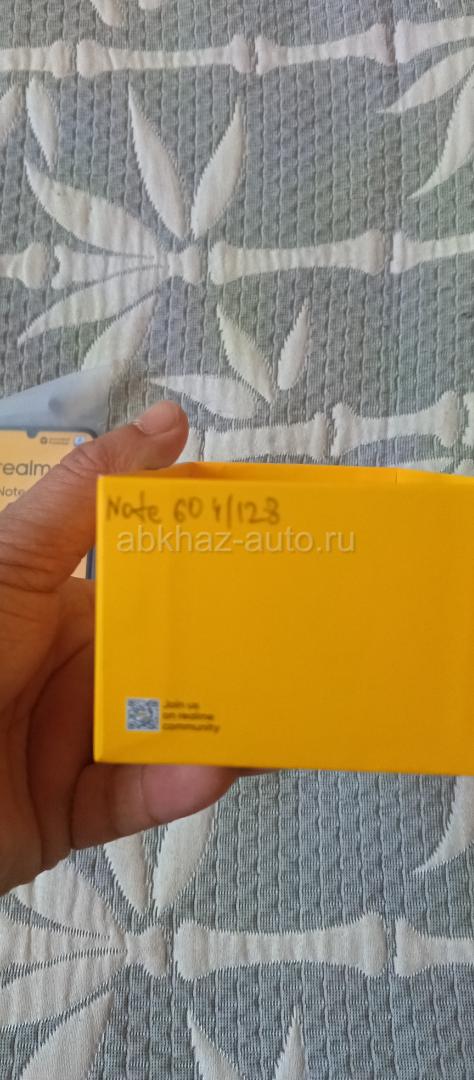 realm
Note
Note 60 4/128
abkhaz-auto.ru
Join us
on realme
community